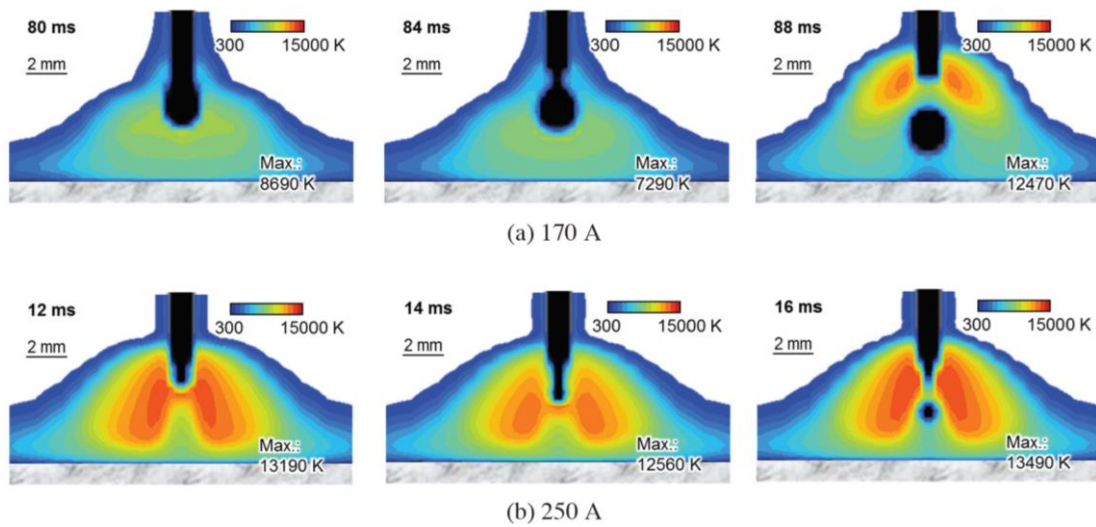 80 ms
300 15000 K
2 mm
Max.:
8690 K
84 ms
300 15000 K
2 mm
Max.:
7290 K
88 ms
300 15000 K
2 mm
Max.:
12470 K
(a) 170 A
12 ms
300 15000 K
2 mm
Max.:
13190 K
14 ms
300 15000 K
2 mm
Max.:
12560 K
16 ms
300 15000 K
2 mm
Max.:
13490 K
(b) 250 A